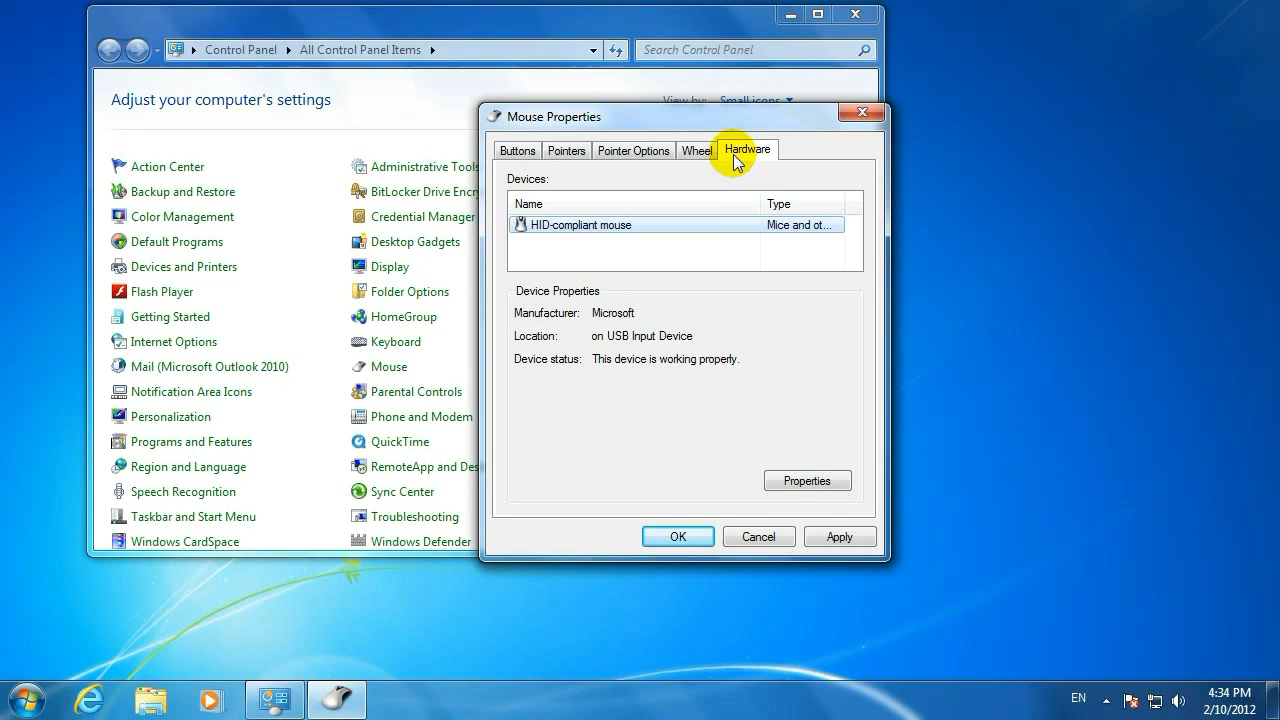 Control Panel
All Control Panel Items
Search Control Panel
Adjust your computer's settings
View by: Small icons
Action Center
Backup and Restore
Color Management
Default Programs
Devices and Printers
Flash Player
Getting Started
Internet Options
Mail (Microsoft Outlook 2010)
Notification Area Icons
Personalization
Programs and Features
Region and Language
Speech Recognition
Taskbar and Start Menu
Windows CardSpace
Administrative Tools
BitLocker Drive Encry
Credential Manager
Desktop Gadgets
Display
Folder Options
HomeGroup
Keyboard
Mouse
Parental Controls
Phone and Modem
QuickTime
RemoteApp and Des
Sync Center
Troubleshooting
Windows Defender
Mouse Properties
Buttons Pointers Pointer Options Wheel Hardware
Devices:
Name Type
HID-compliant mouse Mice and ot...
Device Properties
Manufacturer: Microsoft
Location: on USB Input Device
Device status: This device is working properly.
Properties
OK Cancel Apply
EN
4:34 PM
2/10/2012